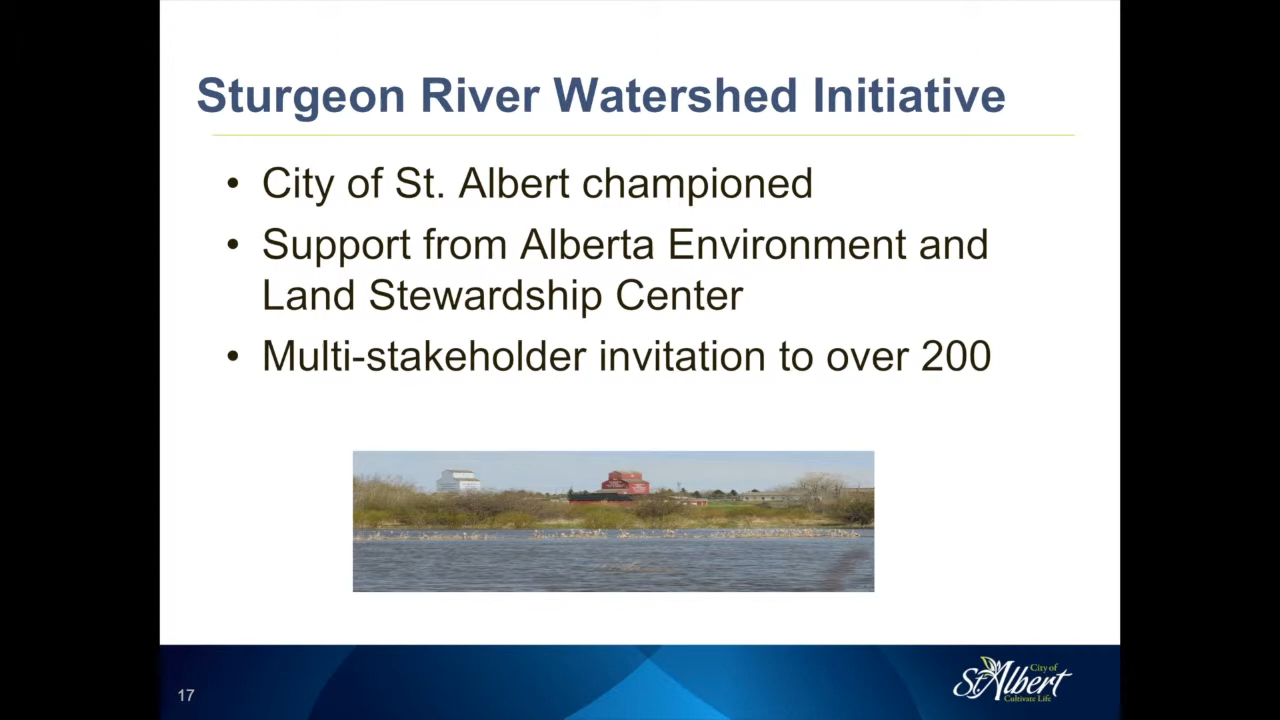 Sturgeon River Watershed Initiative
• City of St. Albert championed
• Support from Alberta Environment and
Land Stewardship Center
• Multi-stakeholder invitation to over 200
17
City of
St Albert
Cultivate Life